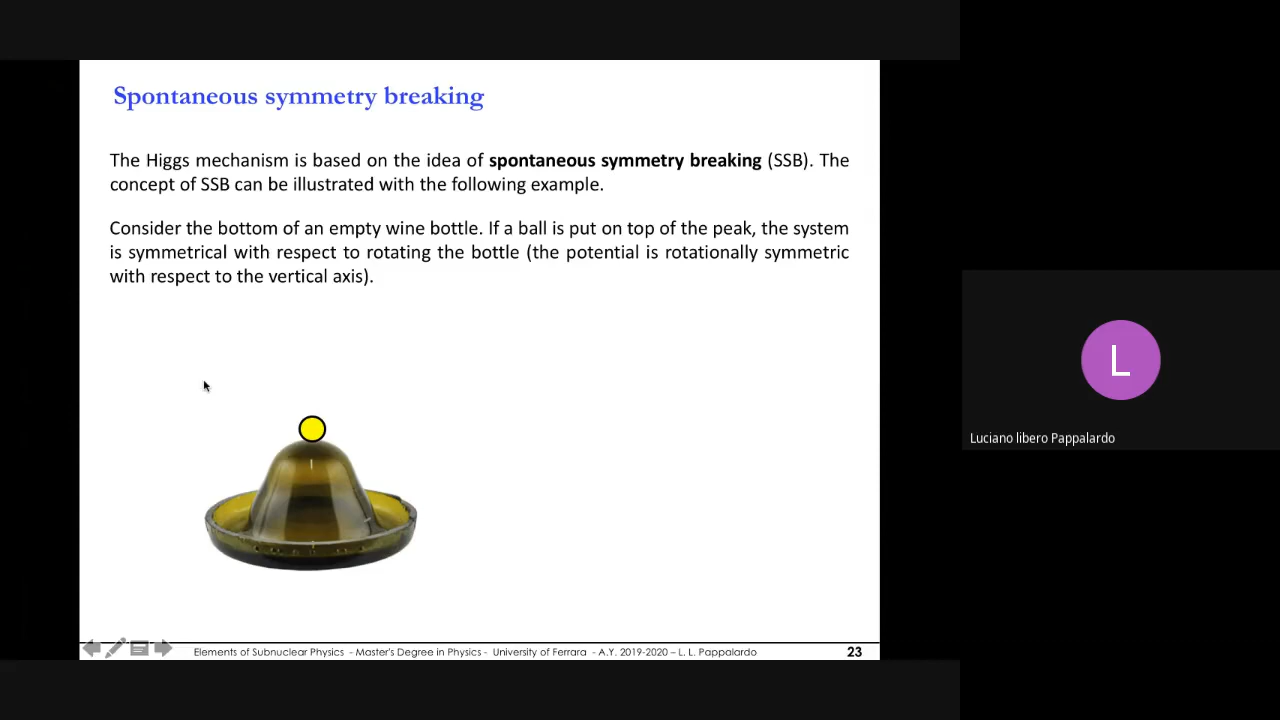 Spontaneous symmetry breaking
The Higgs mechanism is based on the idea of spontaneous symmetry breaking (SSB). The
concept of SSB can be illustrated with the following example.
Consider the bottom of an empty wine bottle. If a ball is put on top of the peak, the system
is symmetrical with respect to rotating the bottle (the potential is rotationally symmetric
with respect to the vertical axis).
L
Luciano libero Pappalardo
Elements of Subnuclear Physics - Master's Degree in Physics - University of Ferrara - A.Y. 2019-2020 – L. L. Pappalardo
23